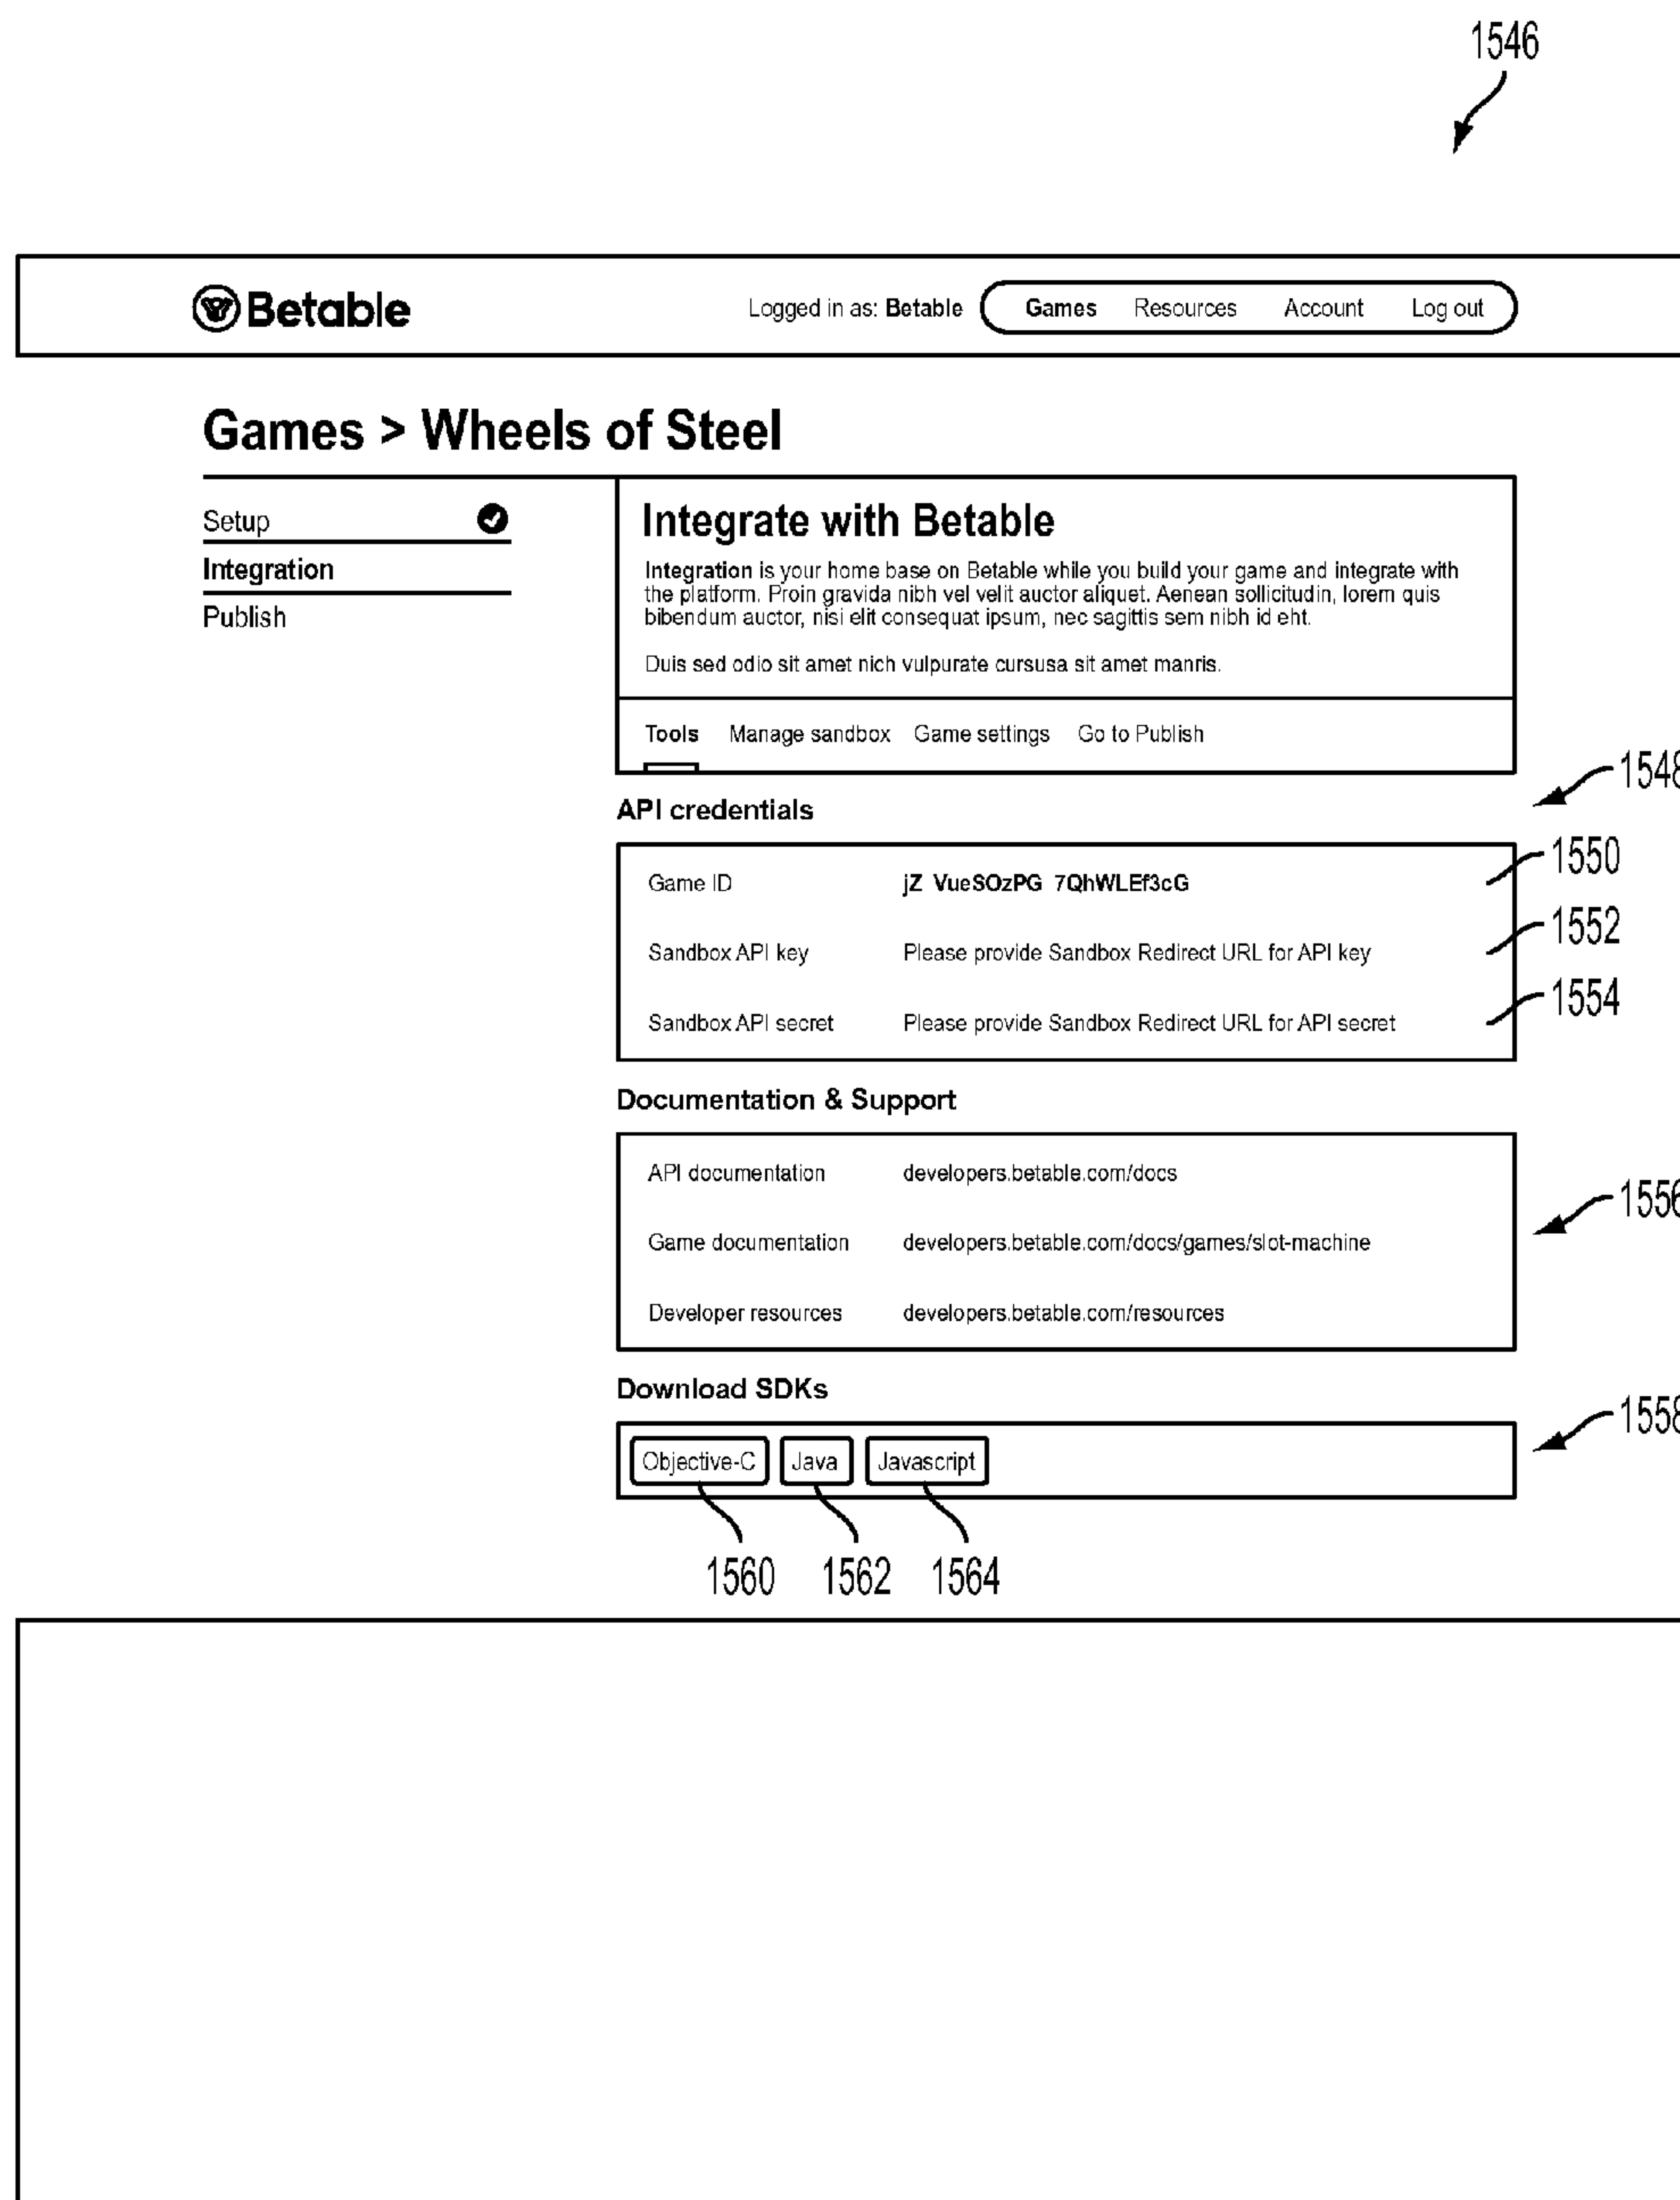 1546
Betable
Logged in as: Betable Games Resources Account Log out
Games > Wheels of Steel
Setup
Integration
Publish
Integrate with Betable
Integration is your home base on Betable while you build your game and integrate with
the platform. Proin gravida nibh vel velit auctor aliquet. Aenean sollicitudin, lorem quis
bibendum auctor, nisi elit consequat ipsum, nec sagittis sem nibh id eht.
Duis sed odio sit amet nich vulpurate cursusa sit amet manris.
Tools Manage sandbox Game settings Go to Publish
1548
API credentials
Game ID jZ VueSOzPG 7QhWLEf3cG 1550
Sandbox API key Please provide Sandbox Redirect URL for API key 1552
Sandbox API secret Please provide Sandbox Redirect URL for API secret 1554
Documentation & Support
API documentation developers.betable.com/docs
1556
Game documentation developers.betable.com/docs/games/slot-machine
Developer resources developers.betable.com/resources
Download SDKs
1558
Objective-C Java Javascript
1560 1562 1564